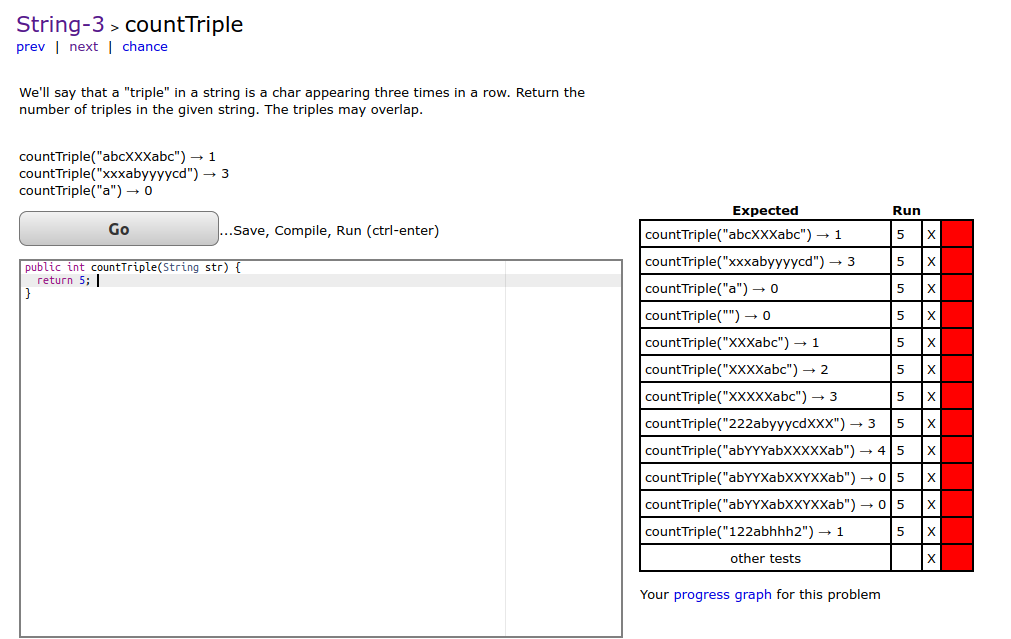 String-3 > countTriple
prev | next | chance
We'll say that a "triple" in a string is a char appearing three times in a row. Return the
number of triples in the given string. The triples may overlap.
countTriple("abcXXXabc") → 1
countTriple("xxxabyyyycd") → 3
countTriple("a") → 0
Go ...Save, Compile, Run (ctrl-enter)
public int countTriple(String str) {
  return 5;
}
Expected Run
countTriple("abcXXXabc") → 1 5 X
countTriple("xxxabyyyycd") → 3 5 X
countTriple("a") → 0 5 X
countTriple("") → 0 5 X
countTriple("XXXabc") → 1 5 X
countTriple("XXXXabc") → 2 5 X
countTriple("XXXXXabc") → 3 5 X
countTriple("222abyyycdXXX") → 3 5 X
countTriple("abYYYabXXXXXab") → 4 5 X
countTriple("abYYXabXXYXXab") → 0 5 X
countTriple("abYYXabXXYXXab") → 0 5 X
countTriple("122abhhh2") → 1 5 X
other tests X
Your progress graph for this problem